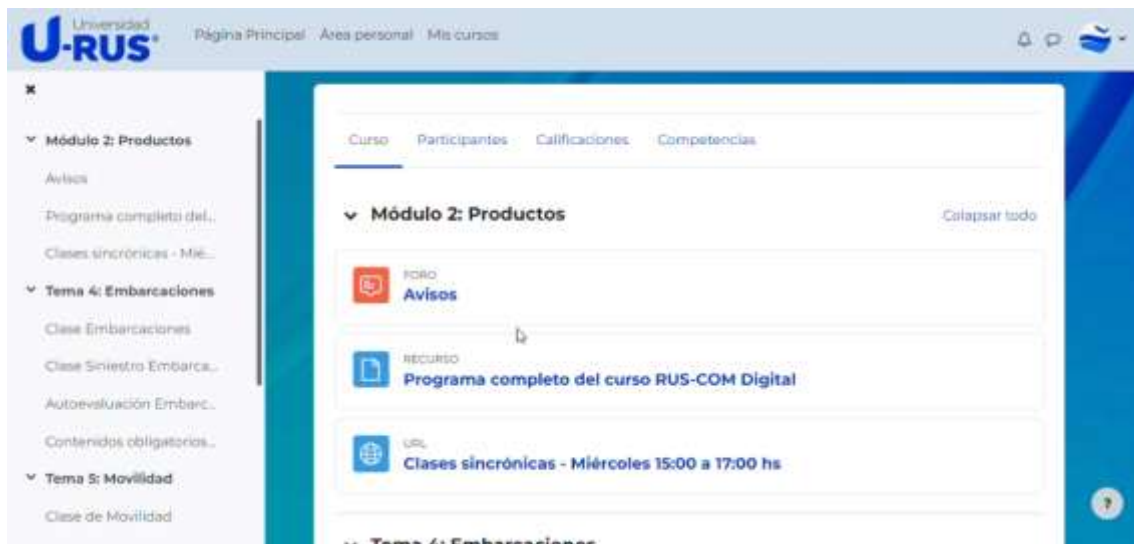 Universidad
U-RUS
Página Principal Área personal Mis cursos
Módulo 2: Productos
Avisos
Programa completo del...
Clases sincrónicas - Mié...
Tema 4: Embarcaciones
Clase Embarcaciones
Clase Siniestro Embarca...
Autoevaluación Embarc...
Contenidos obligatorios...
Tema 5: Movilidad
Clase de Movilidad
Curso Participantes Calificaciones Competencias
Módulo 2: Productos
Colapsar todo
FORO
Avisos
RECURSO
Programa completo del curso RUS-COM Digital
URL
Clases sincrónicas - Miércoles 15:00 a 17:00 hs
Tema 4: Embarcaciones
?